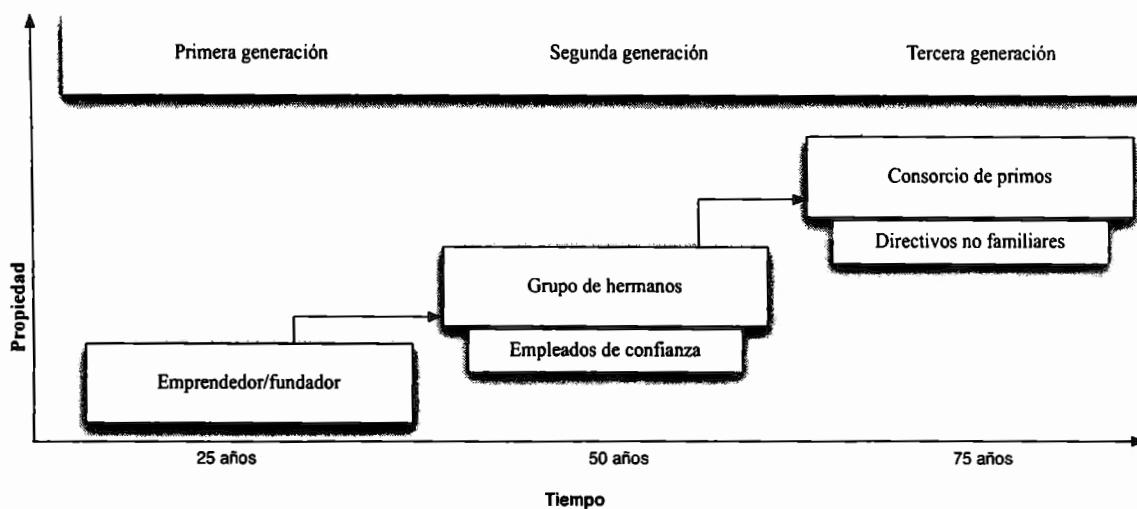 Primera generación
Segunda generación
Tercera generación
Consorcio de primos
Directivos no familiares
Grupo de hermanos
Empleados de confianza
Emprendedor/fundador
Propiedad
25 años
50 años
75 años
Tiempo